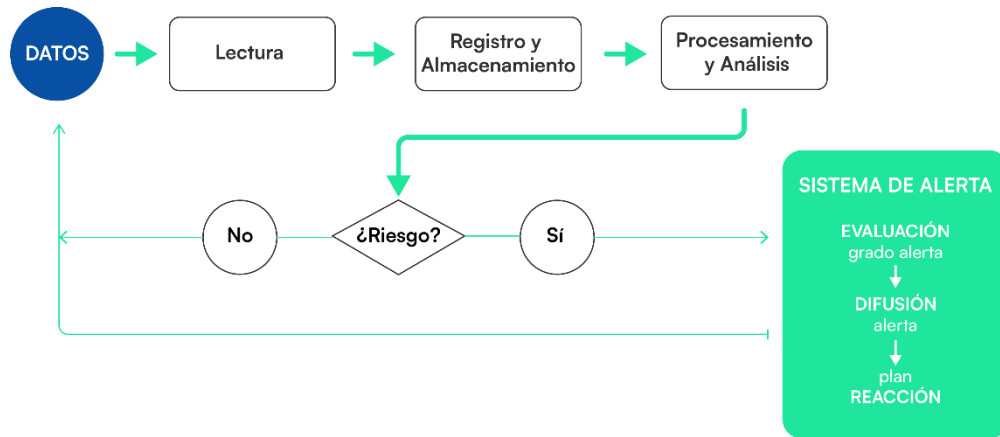 DATOS
Lectura
Registro y
Almacenamiento
Procesamiento
y Análisis
No
¿Riesgo?
Sí
SISTEMA DE ALERTA
EVALUACIÓN
grado alerta
DIFUSIÓN
alerta
plan
REACCIÓN